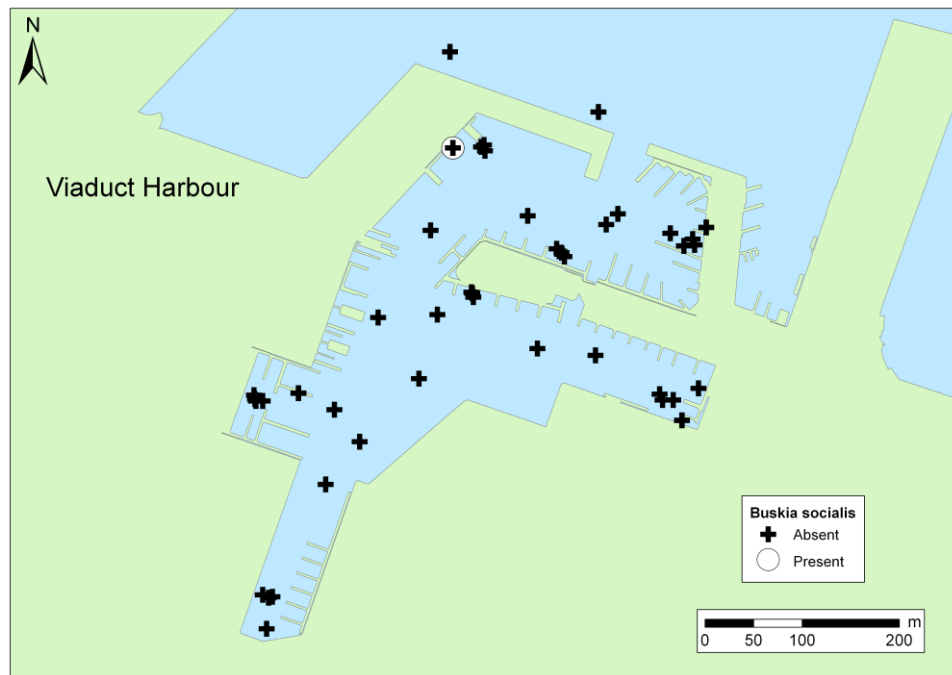 N
Viaduct Harbour
Buskia socialis
Absent
Present
m
0 50 100 200